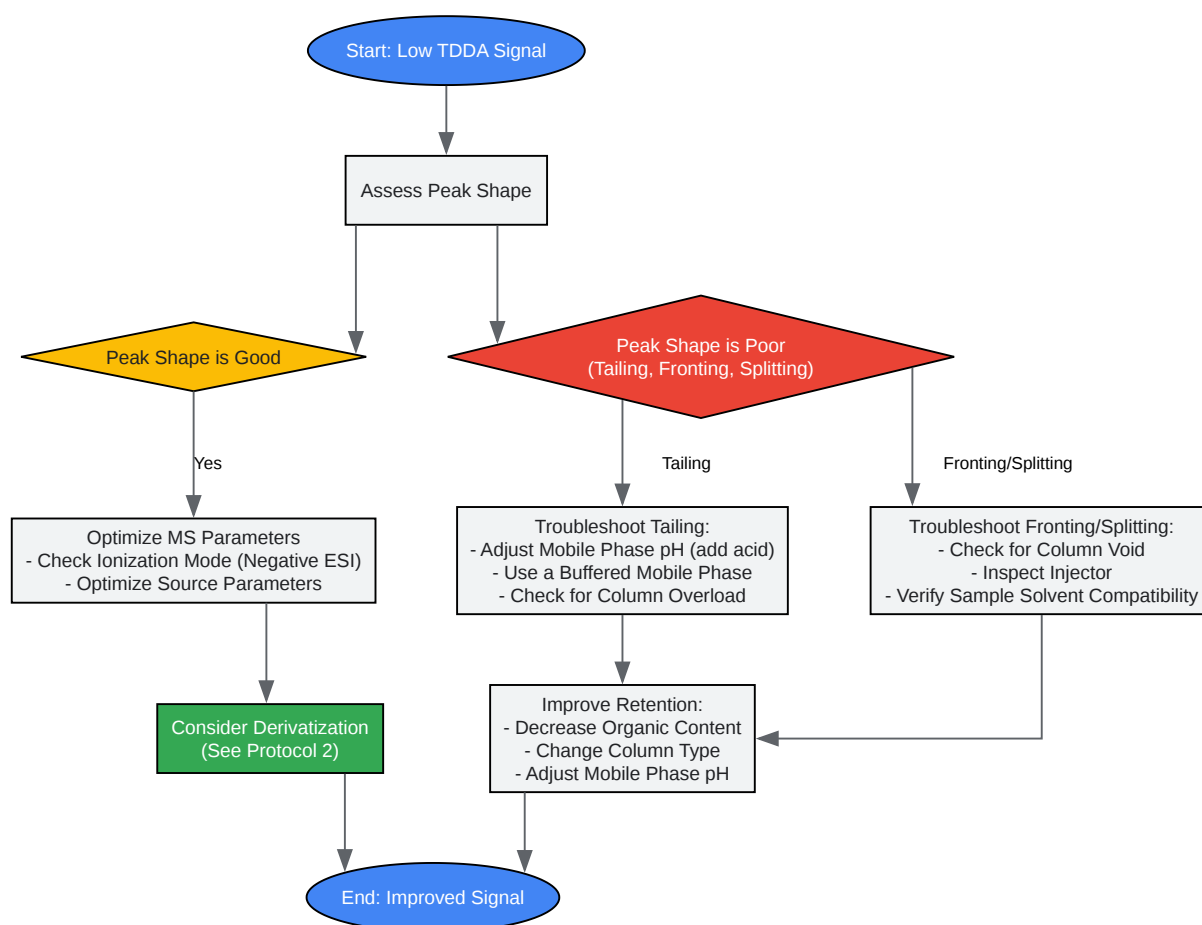 Start: Low TDDA Signal
Assess Peak Shape
Peak Shape is Good
Peak Shape is Poor
(Tailing, Fronting, Splitting)
Yes
Tailing
Fronting/Splitting
Optimize MS Parameters
- Check Ionization Mode (Negative ESI)
- Optimize Source Parameters
Troubleshoot Tailing:
- Adjust Mobile Phase pH (add acid)
- Use a Buffered Mobile Phase
- Check for Column Overload
Troubleshoot Fronting/Splitting:
- Check for Column Void
- Inspect Injector
- Verify Sample Solvent Compatibility
Consider Derivatization
(See Protocol 2)
Improve Retention:
- Decrease Organic Content
- Change Column Type
- Adjust Mobile Phase pH
End: Improved Signal